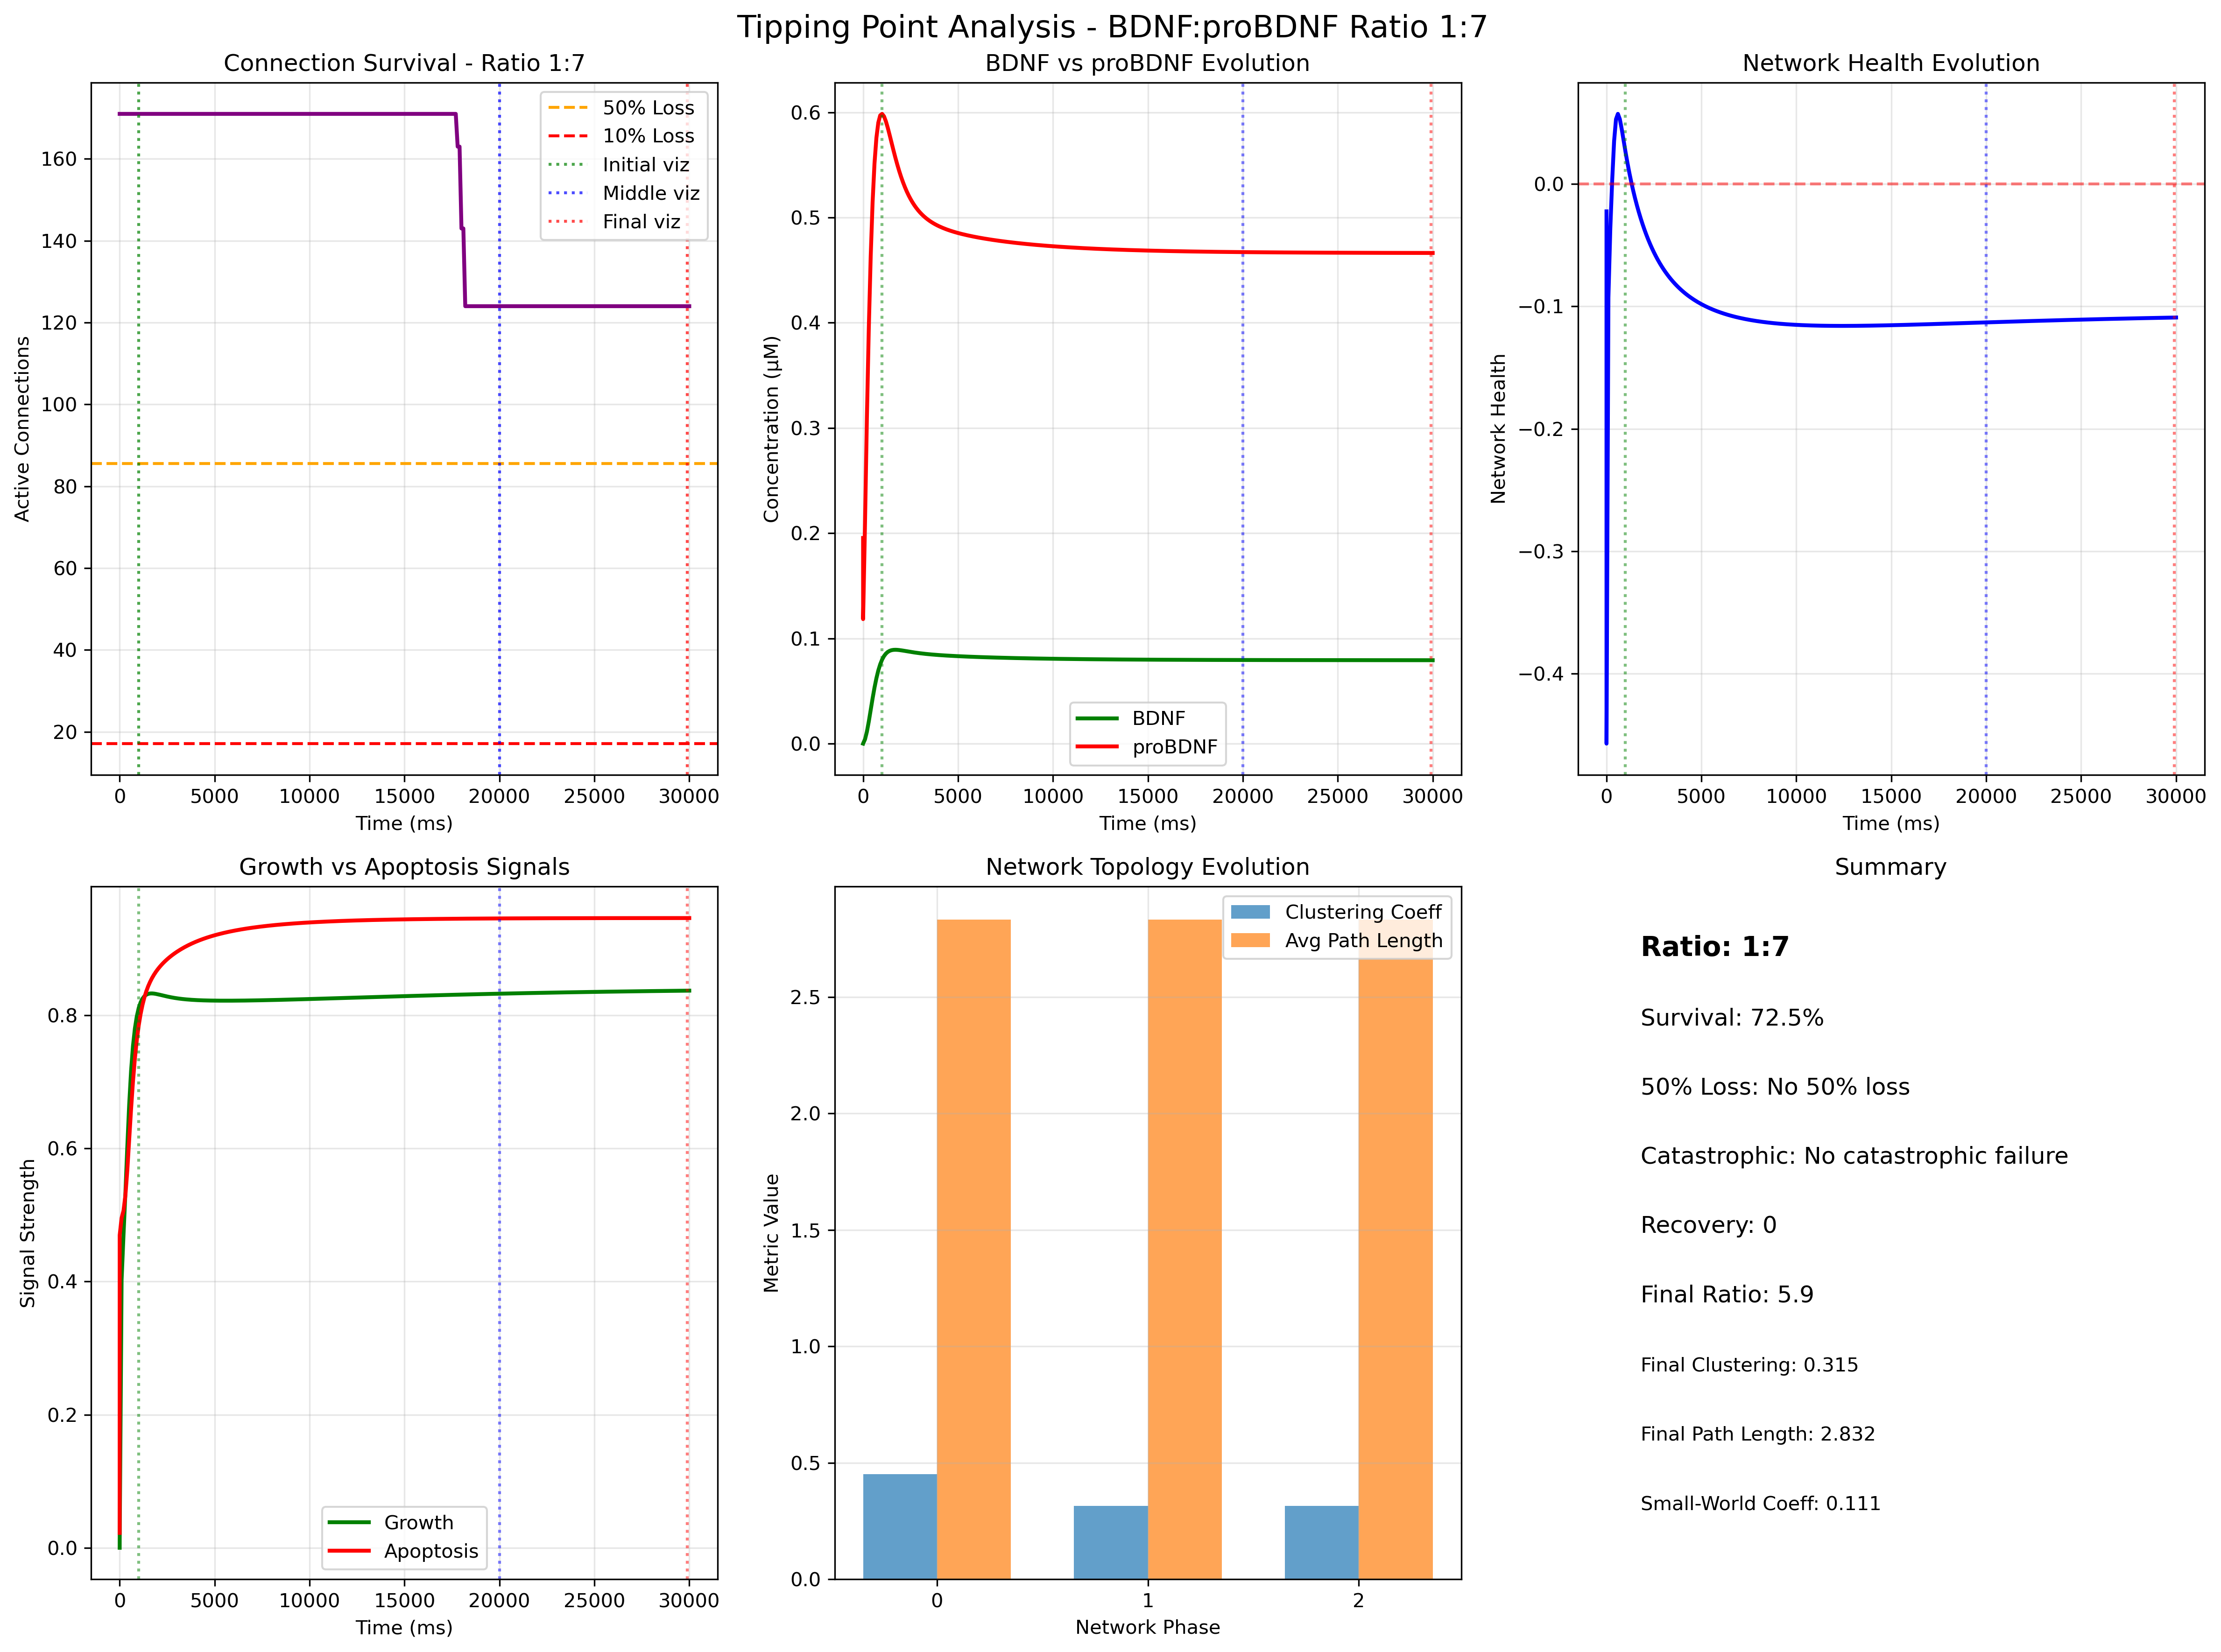 Tipping Point Analysis - BDNF:proBDNF Ratio 1:7
Connection Survival - Ratio 1:7
Active Connections
160
140
120
100
80
60
40
20
0 5000 10000 15000 20000 25000 30000
Time (ms)
50% Loss
10% Loss
Initial viz
Middle viz
Final viz
BDNF vs proBDNF Evolution
Concentration (μM)
0.6
0.5
0.4
0.3
0.2
0.1
0.0
0 5000 10000 15000 20000 25000 30000
Time (ms)
BDNF
proBDNF
Network Health Evolution
Network Health
0.0
−0.1
−0.2
−0.3
−0.4
0 5000 10000 15000 20000 25000 30000
Time (ms)
Growth vs Apoptosis Signals
Signal Strength
0.8
0.6
0.4
0.2
0.0
0 5000 10000 15000 20000 25000 30000
Time (ms)
Growth
Apoptosis
Network Topology Evolution
Metric Value
2.5
2.0
1.5
1.0
0.5
0.0
0 1 2
Network Phase
Clustering Coeff
Avg Path Length
Summary
Ratio: 1:7
Survival: 72.5%
50% Loss: No 50% loss
Catastrophic: No catastrophic failure
Recovery: 0
Final Ratio: 5.9
Final Clustering: 0.315
Final Path Length: 2.832
Small-World Coeff: 0.111